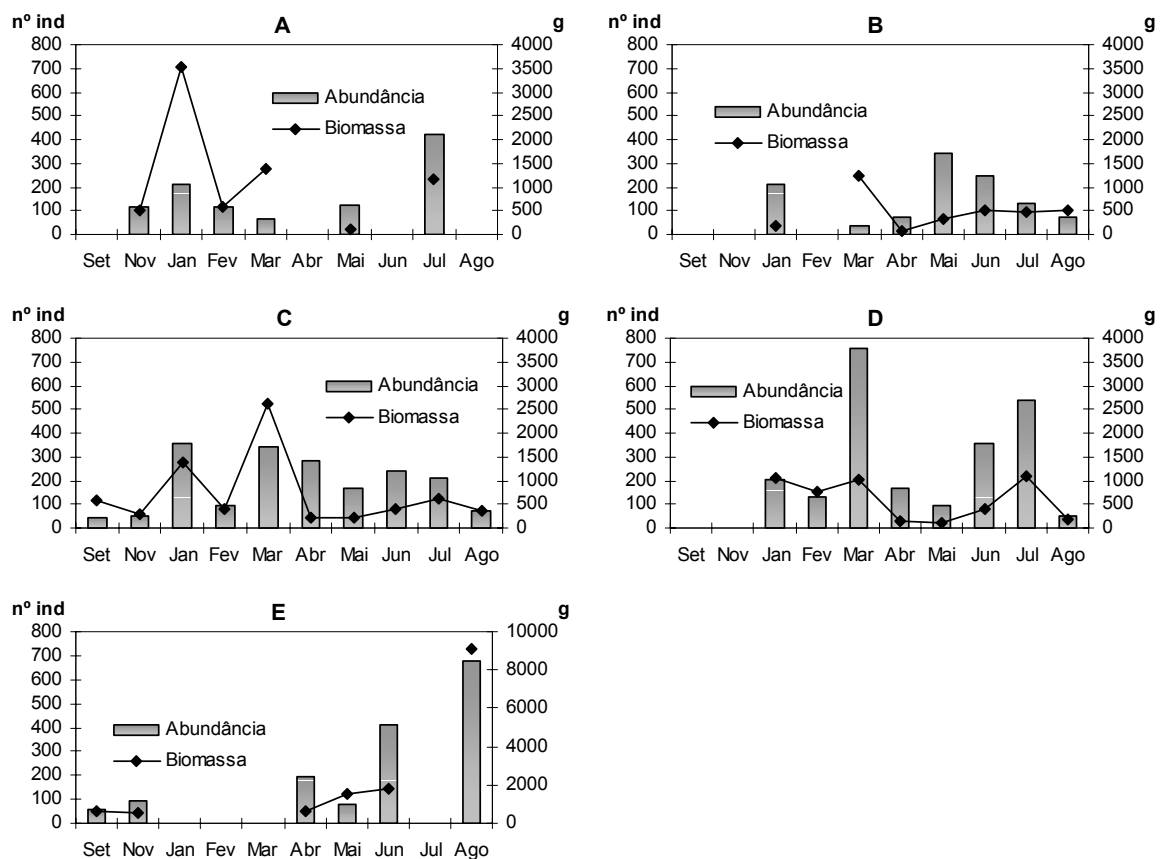 nº ind A g
800 4000
700 3500
600 3000
500 2500
400 2000
300 1500
200 1000
100 500
0 0
Abundância
Biomassa
Set Nov Jan Fev Mar Abr Mai Jun Jul Ago
nº ind B g
800 4000
700 3500
600 3000
500 2500
400 2000
300 1500
200 1000
100 500
0 0
Abundância
Biomassa
Set Nov Jan Fev Mar Abr Mai Jun Jul Ago
nº ind C g
800 4000
700 3500
600 3000
500 2500
400 2000
300 1500
200 1000
100 500
0 0
Abundância
Biomassa
Set Nov Jan Fev Mar Abr Mai Jun Jul Ago
nº ind D g
800 4000
700 3500
600 3000
500 2500
400 2000
300 1500
200 1000
100 500
0 0
Abundância
Biomassa
Set Nov Jan Fev Mar Abr Mai Jun Jul Ago
nº ind E g
800 10000
700
600 8000
500 6000
400
300 4000
200 2000
100
0 0
Abundância
Biomassa
Set Nov Jan Fev Mar Abr Mai Jun Jul Ago